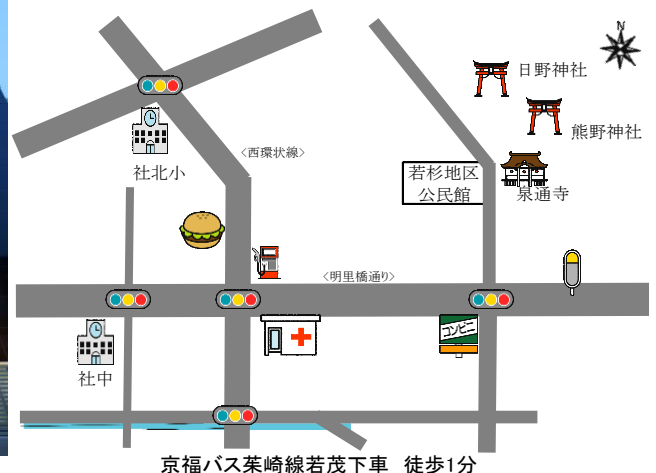 N
日野神社
熊野神社
社北小
〈西環状線〉
若杉地区
公民館
泉通寺
〈明里橋通り〉
コンビニ
社中
京福バス茱崎線若茂下車　徒歩1分